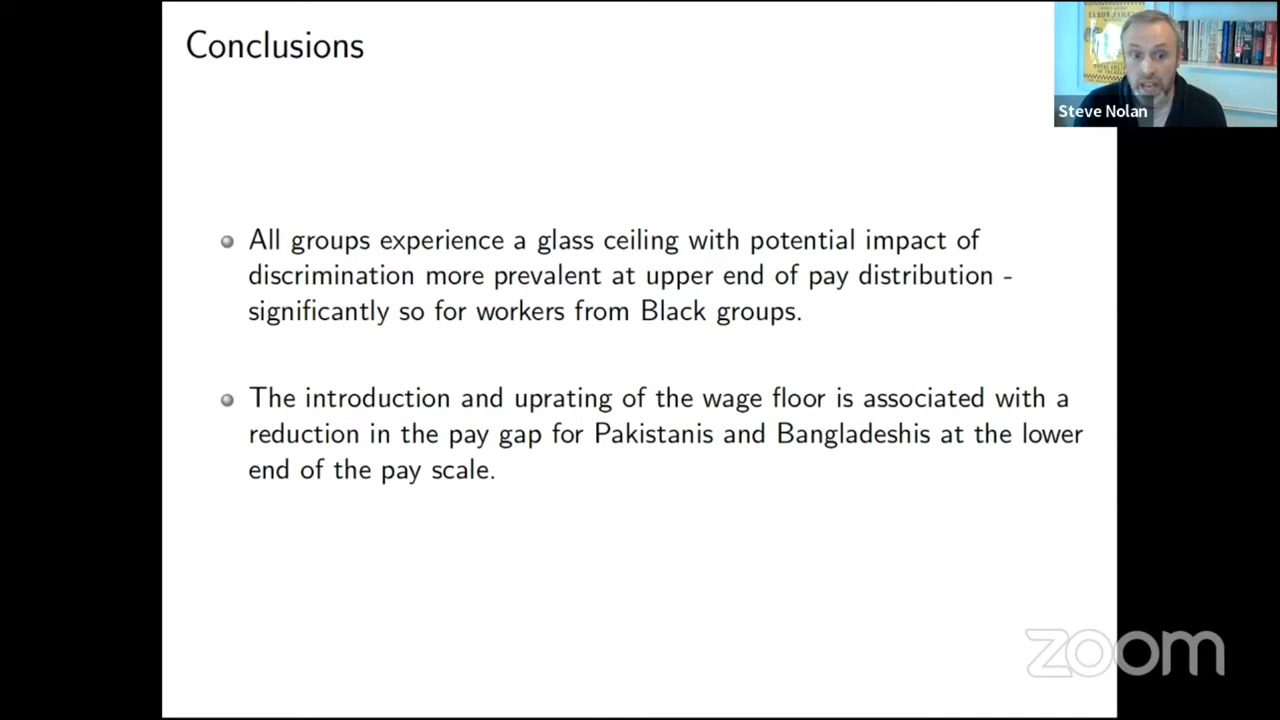 Conclusions
Steve Nolan
All groups experience a glass ceiling with potential impact of
discrimination more prevalent at upper end of pay distribution -
significantly so for workers from Black groups.
The introduction and uprating of the wage floor is associated with a
reduction in the pay gap for Pakistanis and Bangladeshis at the lower
end of the pay scale.
zoom